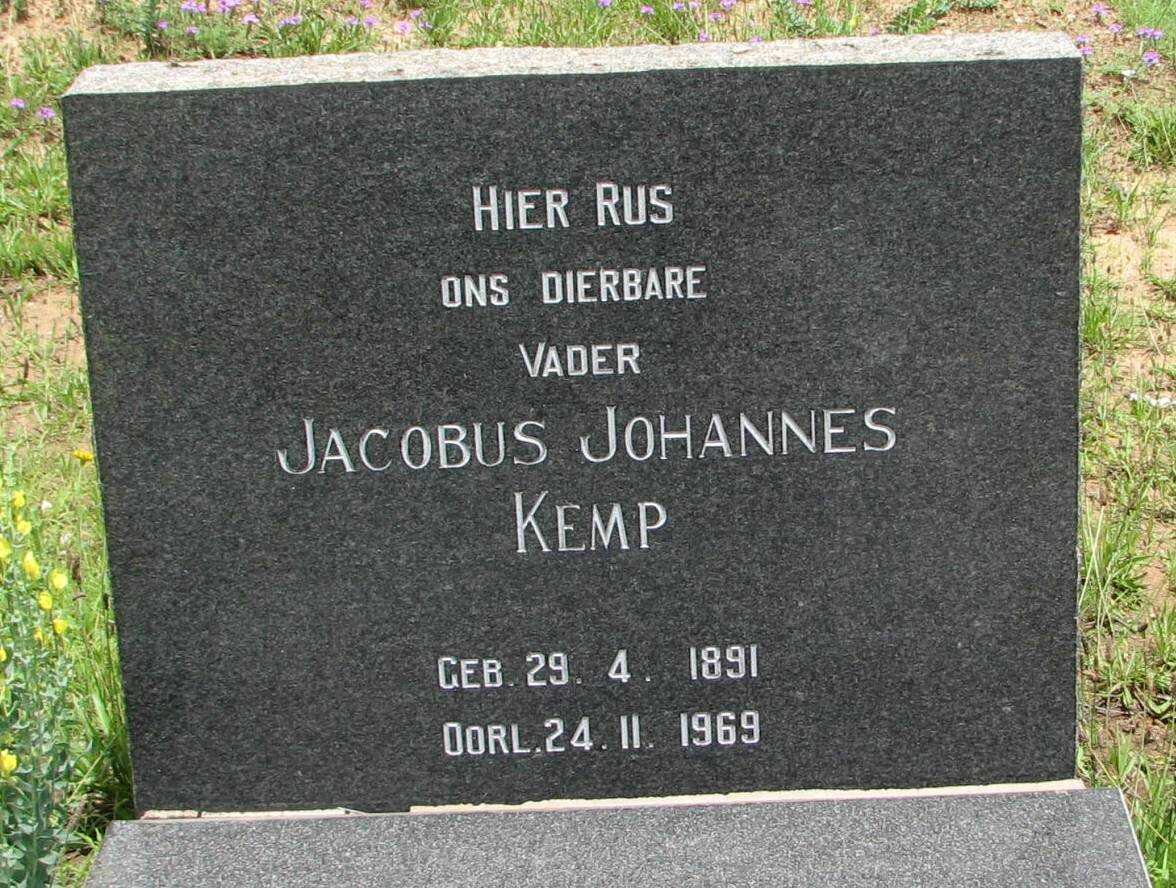 HIER RUS
ONS DIERBARE
VADER
JACOBUS JOHANNES
KEMP
GEB. 29. 4. 1891
OORL. 24. 11. 1969